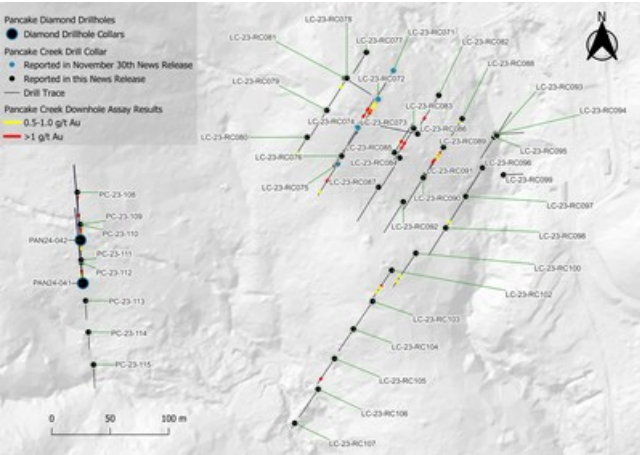 Pancake Diamond Drillholes
Diamond Drillhole Collars
Pancake Creek Drill Collar
Reported in November 30th News Release
Reported in this News Release
Drill Trace
Pancake Creek Downhole Assay Results
0.5-1.0 g/t Au
>1 g/t Au
N
LC-23-RC078
LC-23-RC081
LC-23-RC077
LC-23-RC071
LC-23-RC082
LC-23-RC088
LC-23-RC079
LC-23-RC072
LC-23-RC093
LC-23-RC094
LC-23-RC083
LC-23-RC074
LC-23-RC073
LC-23-RC086
LC-23-RC080
LC-23-RC089
LC-23-RC085
LC-23-RC095
LC-23-RC076
LC-23-RC084
LC-23-RC096
LC-23-RC091
LC-23-RC099
LC-23-RC075
LC-23-RC087
LC-23-RC090
LC-23-RC097
LC-23-RC092
LC-23-RC098
LC-23-RC100
LC-23-RC102
LC-23-RC103
LC-23-RC104
LC-23-RC105
LC-23-RC106
LC-23-RC107
PC-23-108
PC-23-109
PC-23-110
PAN24-042
PC-23-111
PC-23-112
PAN24-041
PC-23-113
PC-23-114
PC-23-115
0 50 100 m